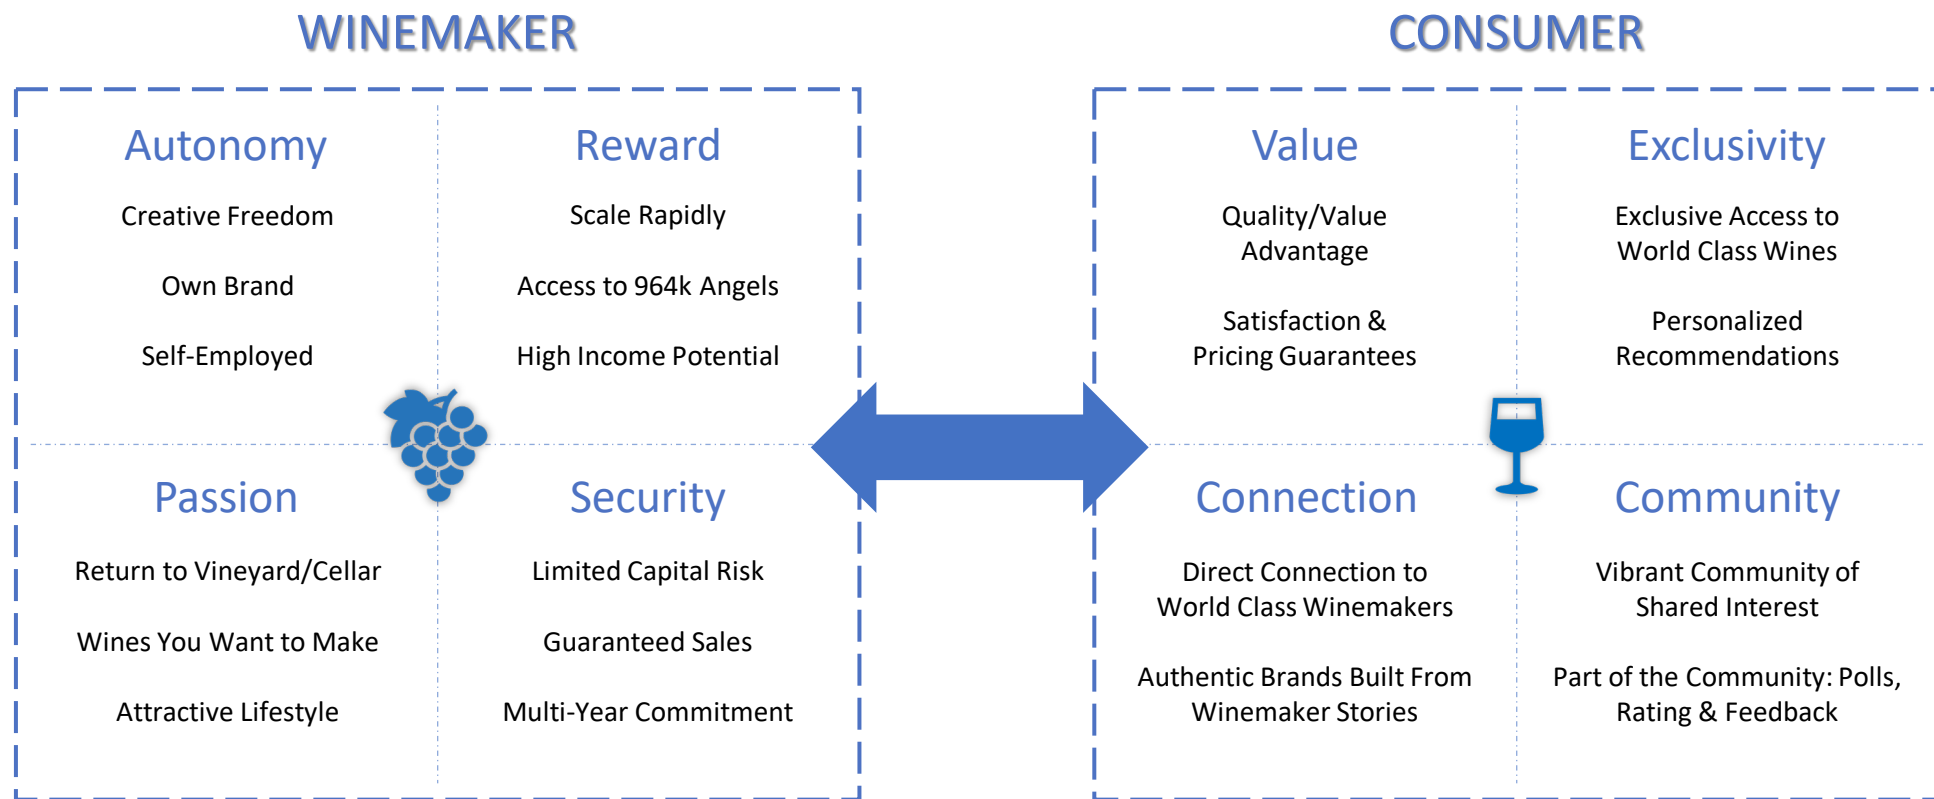 WINEMAKER
Autonomy
Creative Freedom
Own Brand
Self-Employed
Reward
Scale Rapidly
Access to 964k Angels
High Income Potential
Passion
Return to Vineyard/Cellar
Wines You Want to Make
Attractive Lifestyle
Security
Limited Capital Risk
Guaranteed Sales
Multi-Year Commitment
CONSUMER
Value
Quality/Value
Advantage
Satisfaction &
Pricing Guarantees
Exclusivity
Exclusive Access to
World Class Wines
Personalized
Recommendations
Connection
Direct Connection to
World Class Winemakers
Authentic Brands Built From
Winemaker Stories
Community
Vibrant Community of
Shared Interest
Part of the Community: Polls,
Rating & Feedback